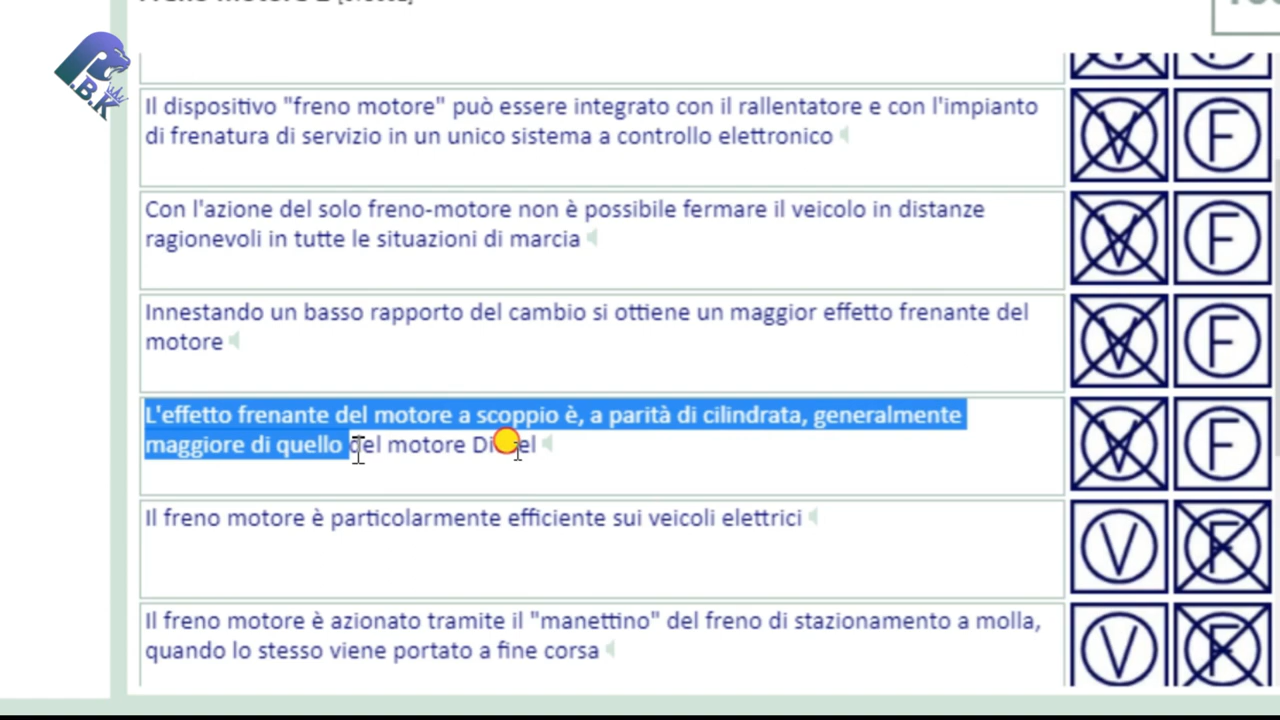 .B.K
Il dispositivo "freno motore" può essere integrato con il rallentatore e con l'impianto
di frenatura di servizio in un unico sistema a controllo elettronico
V F
Con l'azione del solo freno-motore non è possibile fermare il veicolo in distanze
ragionevoli in tutte le situazioni di marcia
V F
Innestando un basso rapporto del cambio si ottiene un maggior effetto frenante del
motore
V F
L'effetto frenante del motore a scoppio è, a parità di cilindrata, generalmente
maggiore di quello del motore Diesel
V F
Il freno motore è particolarmente efficiente sui veicoli elettrici
V F
Il freno motore è azionato tramite il "manettino" del freno di stazionamento a molla,
quando lo stesso viene portato a fine corsa
V F